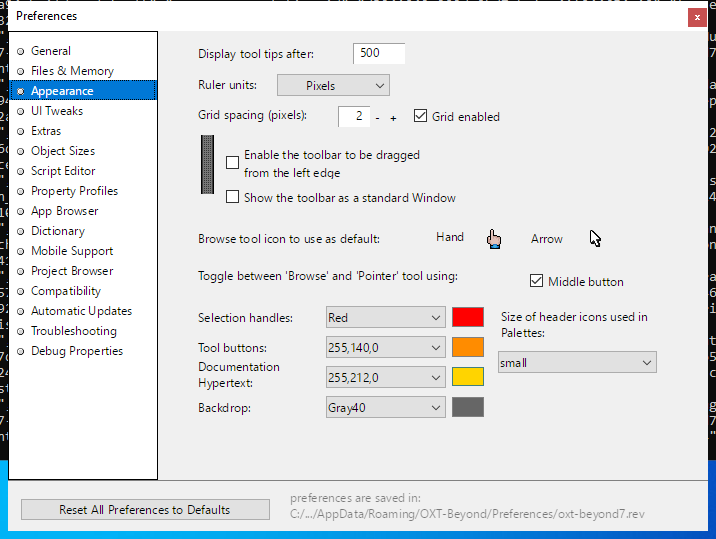 Preferences
General
Files & Memory
Appearance
UI Tweaks
Extras
Object Sizes
Script Editor
Property Profiles
App Browser
Dictionary
Mobile Support
Project Browser
Compatibility
Automatic Updates
Troubleshooting
Debug Properties
Display tool tips after: 500
Ruler units: Pixels
Grid spacing (pixels): 2 - + Grid enabled
Enable the toolbar to be dragged
from the left edge
Show the toolbar as a standard Window
Browse tool icon to use as default: Hand Arrow
Toggle between 'Browse' and 'Pointer' tool using: Middle button
Selection handles: Red
Tool buttons: 255,140,0
Documentation
Hypertext: 255,212,0
Backdrop: Gray40
Size of header icons used in
Palettes:
small
Reset All Preferences to Defaults
preferences are saved in:
C:/.../AppData/Roaming/OXT-Beyond/Preferences/oxt-beyond7.rev